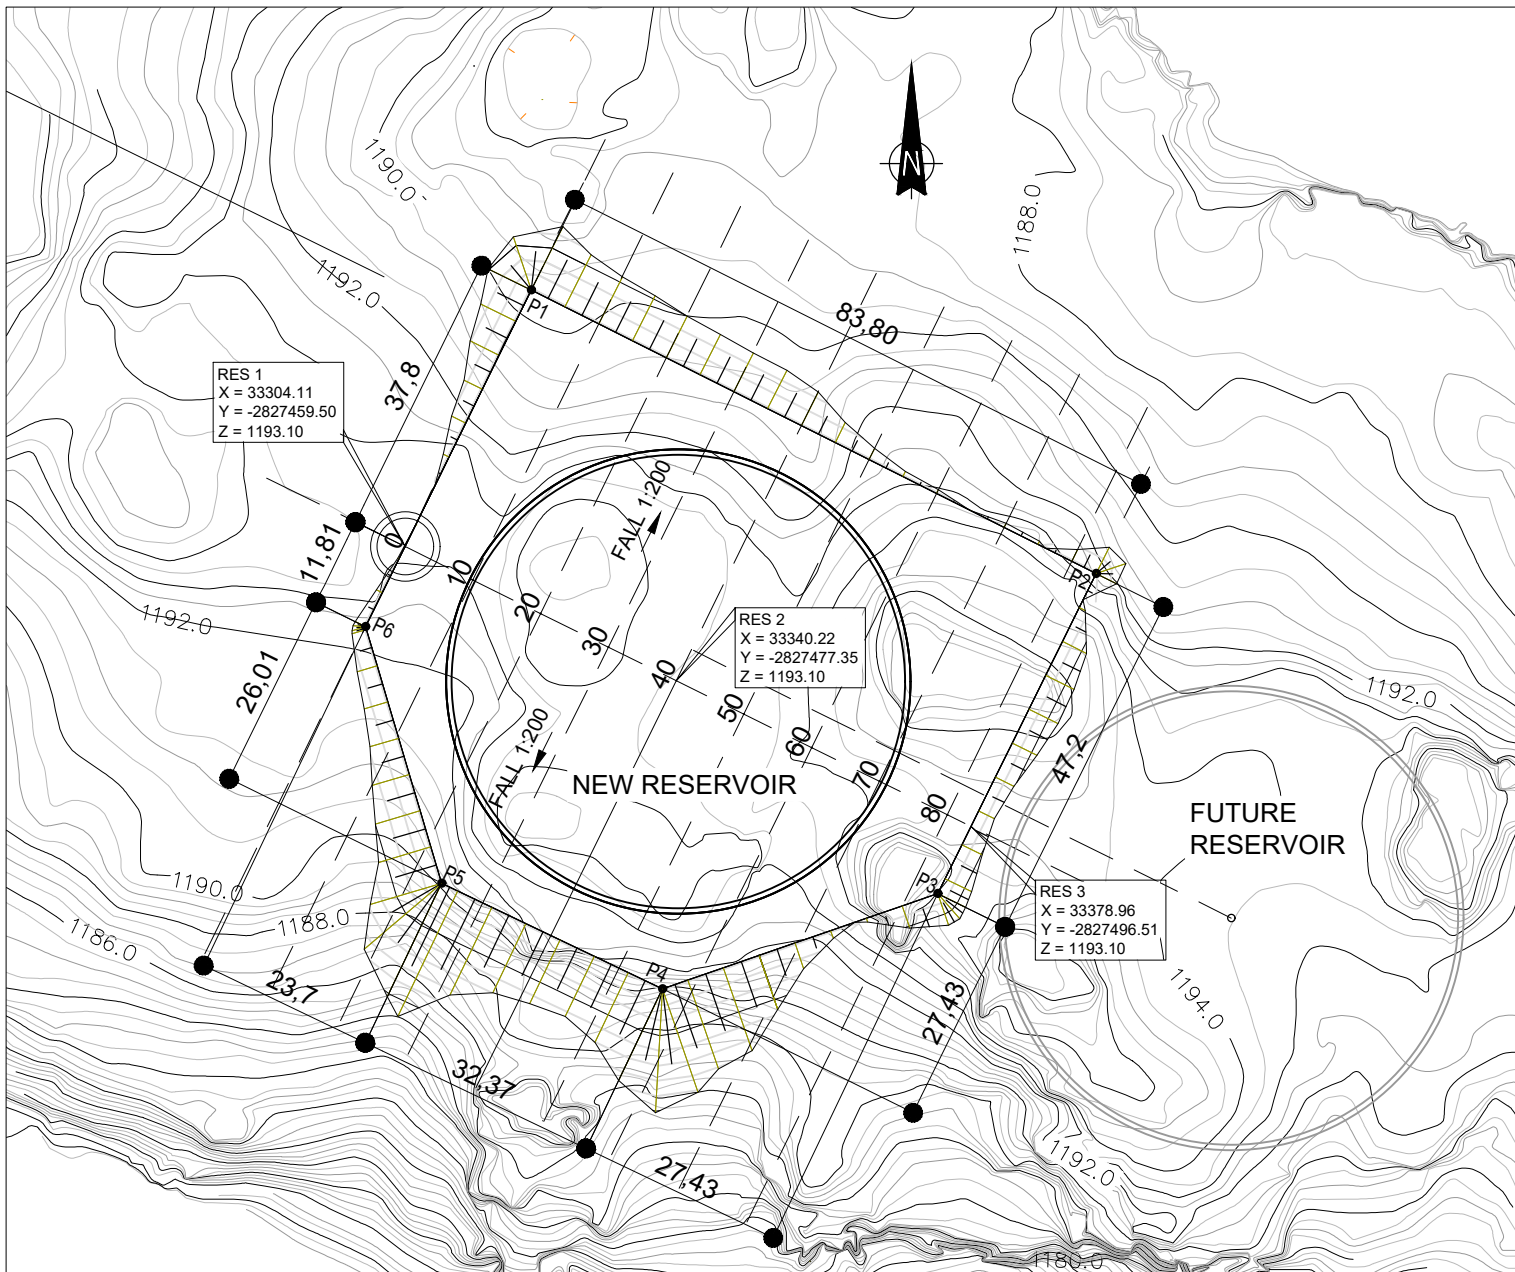 N
1190.0
1188.0
1192.0
P1
83,80
37,8
RES 1
X = 33304.11
Y = -2827459.50
Z = 1193.10
FALL 1:200
0
11,81
10
P2
20
1192.0
P6
30
RES 2
X = 33340.22
Y = -2827477.35
Z = 1193.10
40
26,01
50
1192.0
60
47,2
FALL 1:200
70
NEW RESERVOIR
80
FUTURE
RESERVOIR
P5
P3
1190.0
RES 3
X = 33378.96
Y = -2827496.51
Z = 1193.10
1188.0
1186.0
P4
23,7
27,43
1194.0
32,37
27,43
1192.0
1180.0